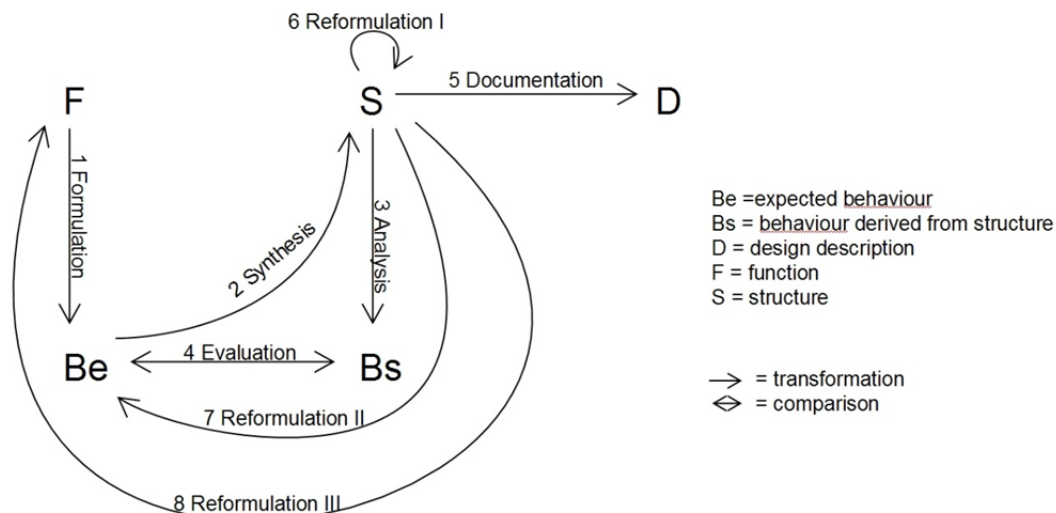 6 Reformulation I
5 Documentation
F
S
D
1 Formulation
2 Synthesis
3 Analysis
Be =expected behaviour
Bs = behaviour derived from structure
D = design description
F = function
S = structure
Be
4 Evaluation
Bs
= transformation
= comparison
7 Reformulation II
8 Reformulation III